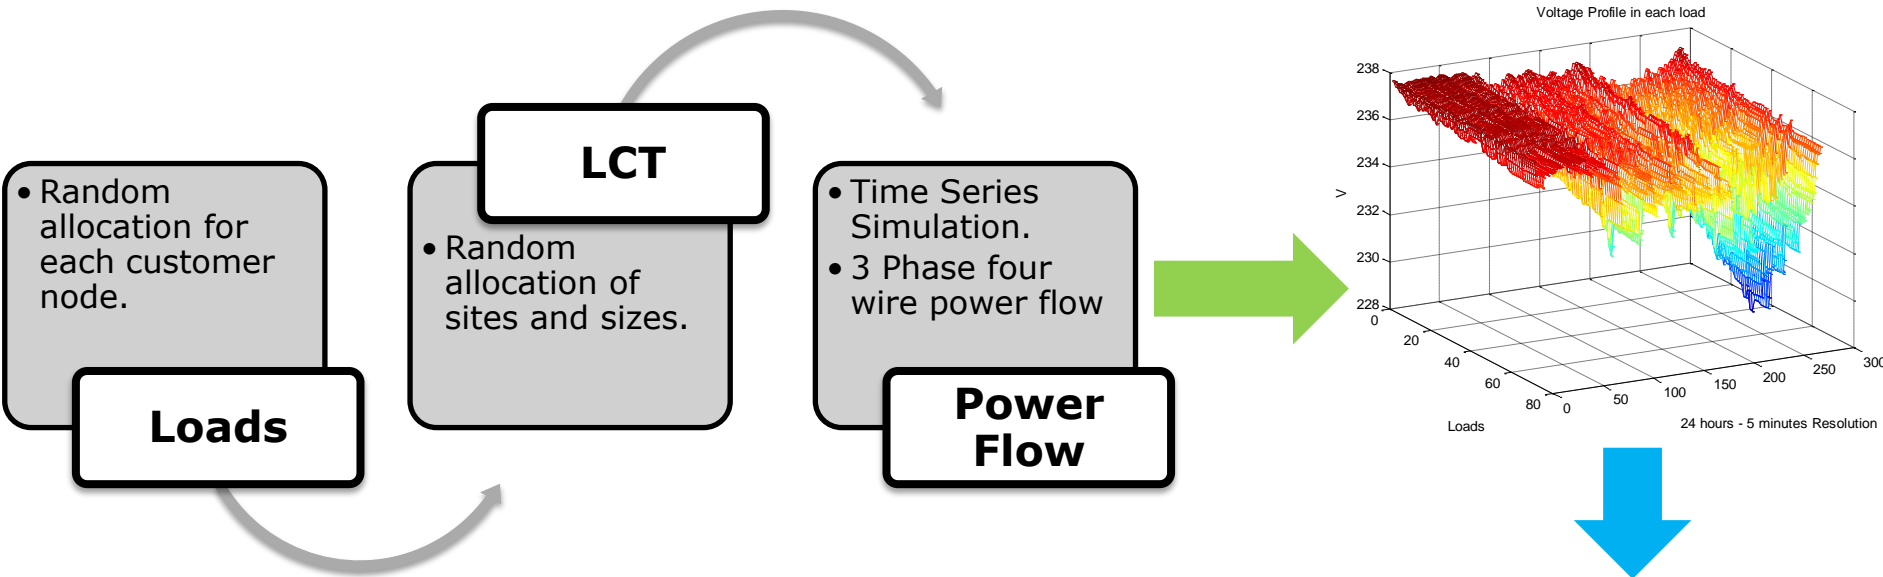 • Random
allocation for
each customer
node.
Loads
LCT
• Random
allocation of
sites and sizes.
• Time Series
Simulation.
• 3 Phase four
wire power flow
Power
Flow
Voltage Profile in each load
238
236
234
232
230
228
V
0
20
40
60
80
Loads
0
50
100
150
200
250
300
24 hours - 5 minutes Resolution